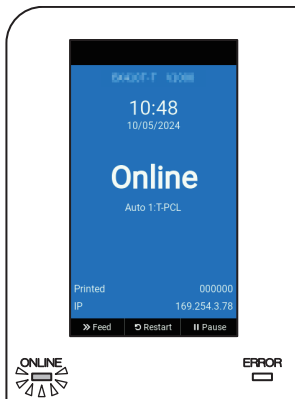 10:48
10/05/2024
Online
Auto 1:T-PCL
Printed 000000
IP 169.254.3.78
Feed Restart Pause
ONLINE ERROR